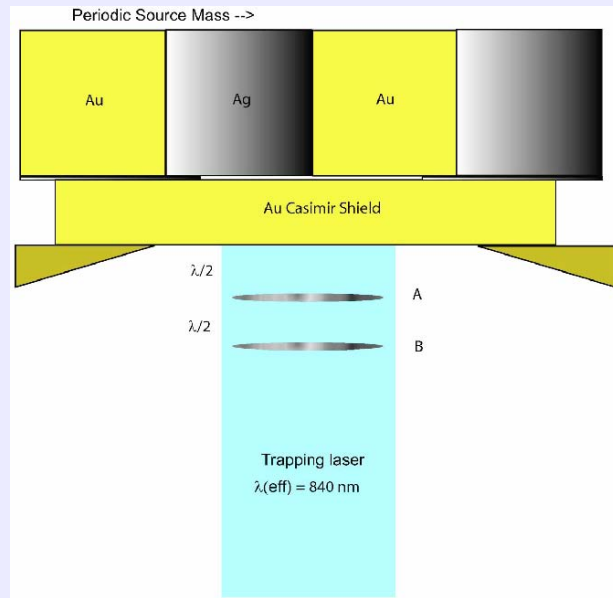 Periodic Source Mass -->
Au
Ag
Au
Au Casimir Shield
λ/2
A
λ/2
B
Trapping laser
λ(eff) = 840 nm